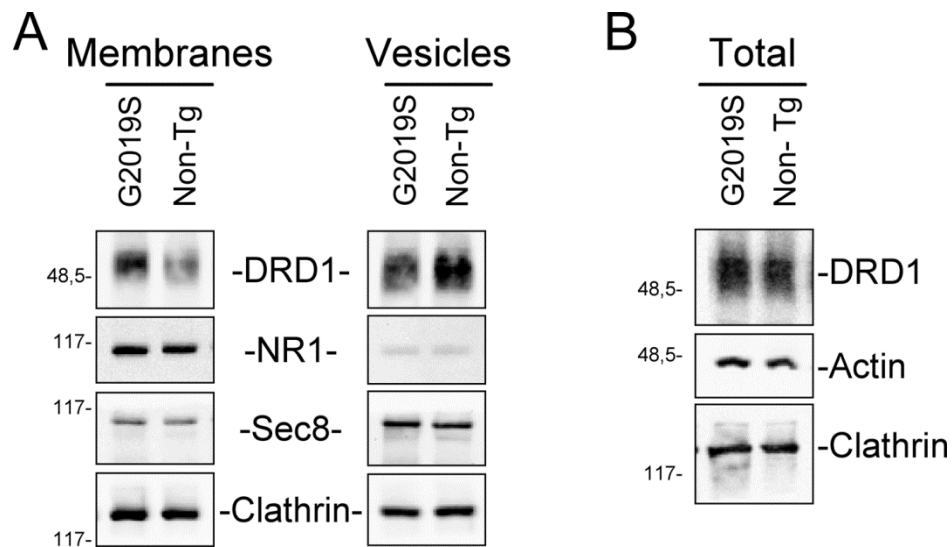 A
B
Membranes
Vesicles
Total
G2019S
Non-Tg
G2019S
Non-Tg
G2019S
Non- Tg
48,5-
-DRD1-
48,5-
-DRD1
117-
-NR1-
48,5-
-Actin
117-
-Sec8-
117-
-Clathrin
117-
-Clathrin-